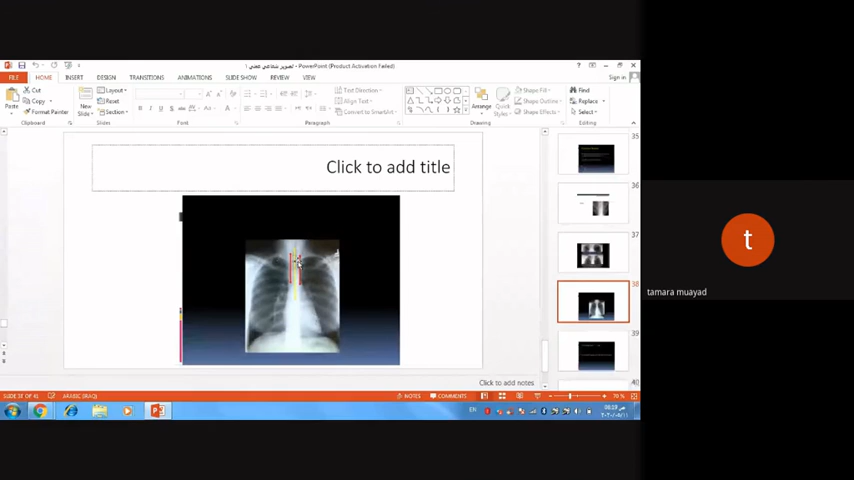 تصوير شعاعي عملي ١ - PowerPoint (Product Activation Failed)
FILE HOME INSERT DESIGN TRANSITIONS ANIMATIONS SLIDE SHOW REVIEW VIEW Sign in
Paste Cut Copy Format Painter
New Slide Layout Reset Section
Text Direction Align Text Convert to SmartArt
Arrange Quick Styles Shape Fill Shape Outline Shape Effects
Find Replace Select
Clipboard Slides Font Paragraph Drawing Editing
Click to add title
35
36
37
38
39
40
t
tamara muayad
Click to add notes
ARABIC (IRAQ) NOTES COMMENTS 70 %
EN